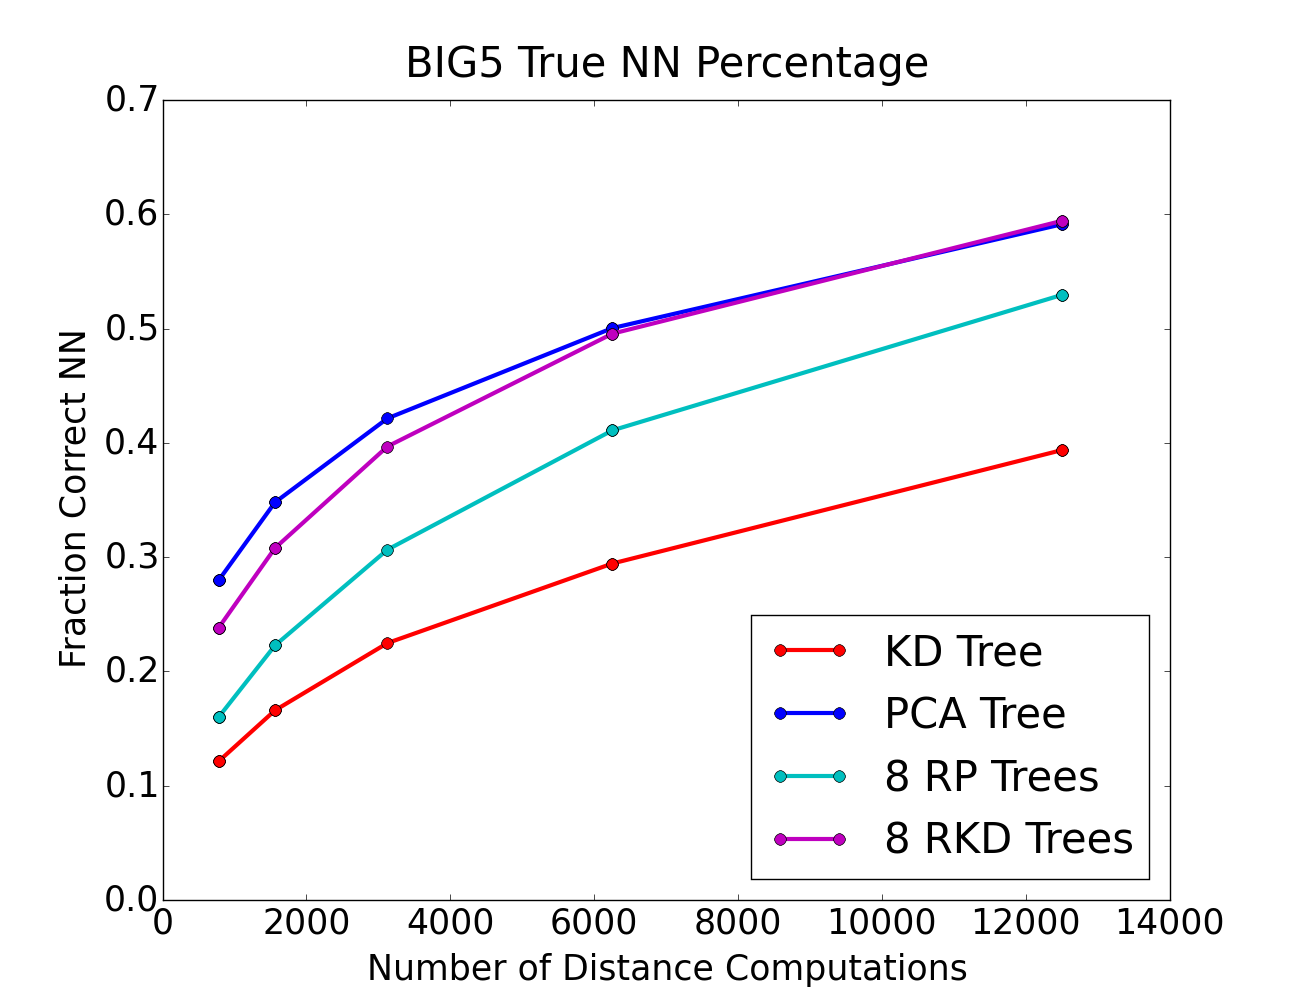 BIG5 True NN Percentage
0.7
0.6
0.5
0.4
0.3
0.2
0.1
0.0
Fraction Correct NN
KD Tree
PCA Tree
8 RP Trees
8 RKD Trees
0 2000 4000 6000 8000 10000 12000 14000
Number of Distance Computations